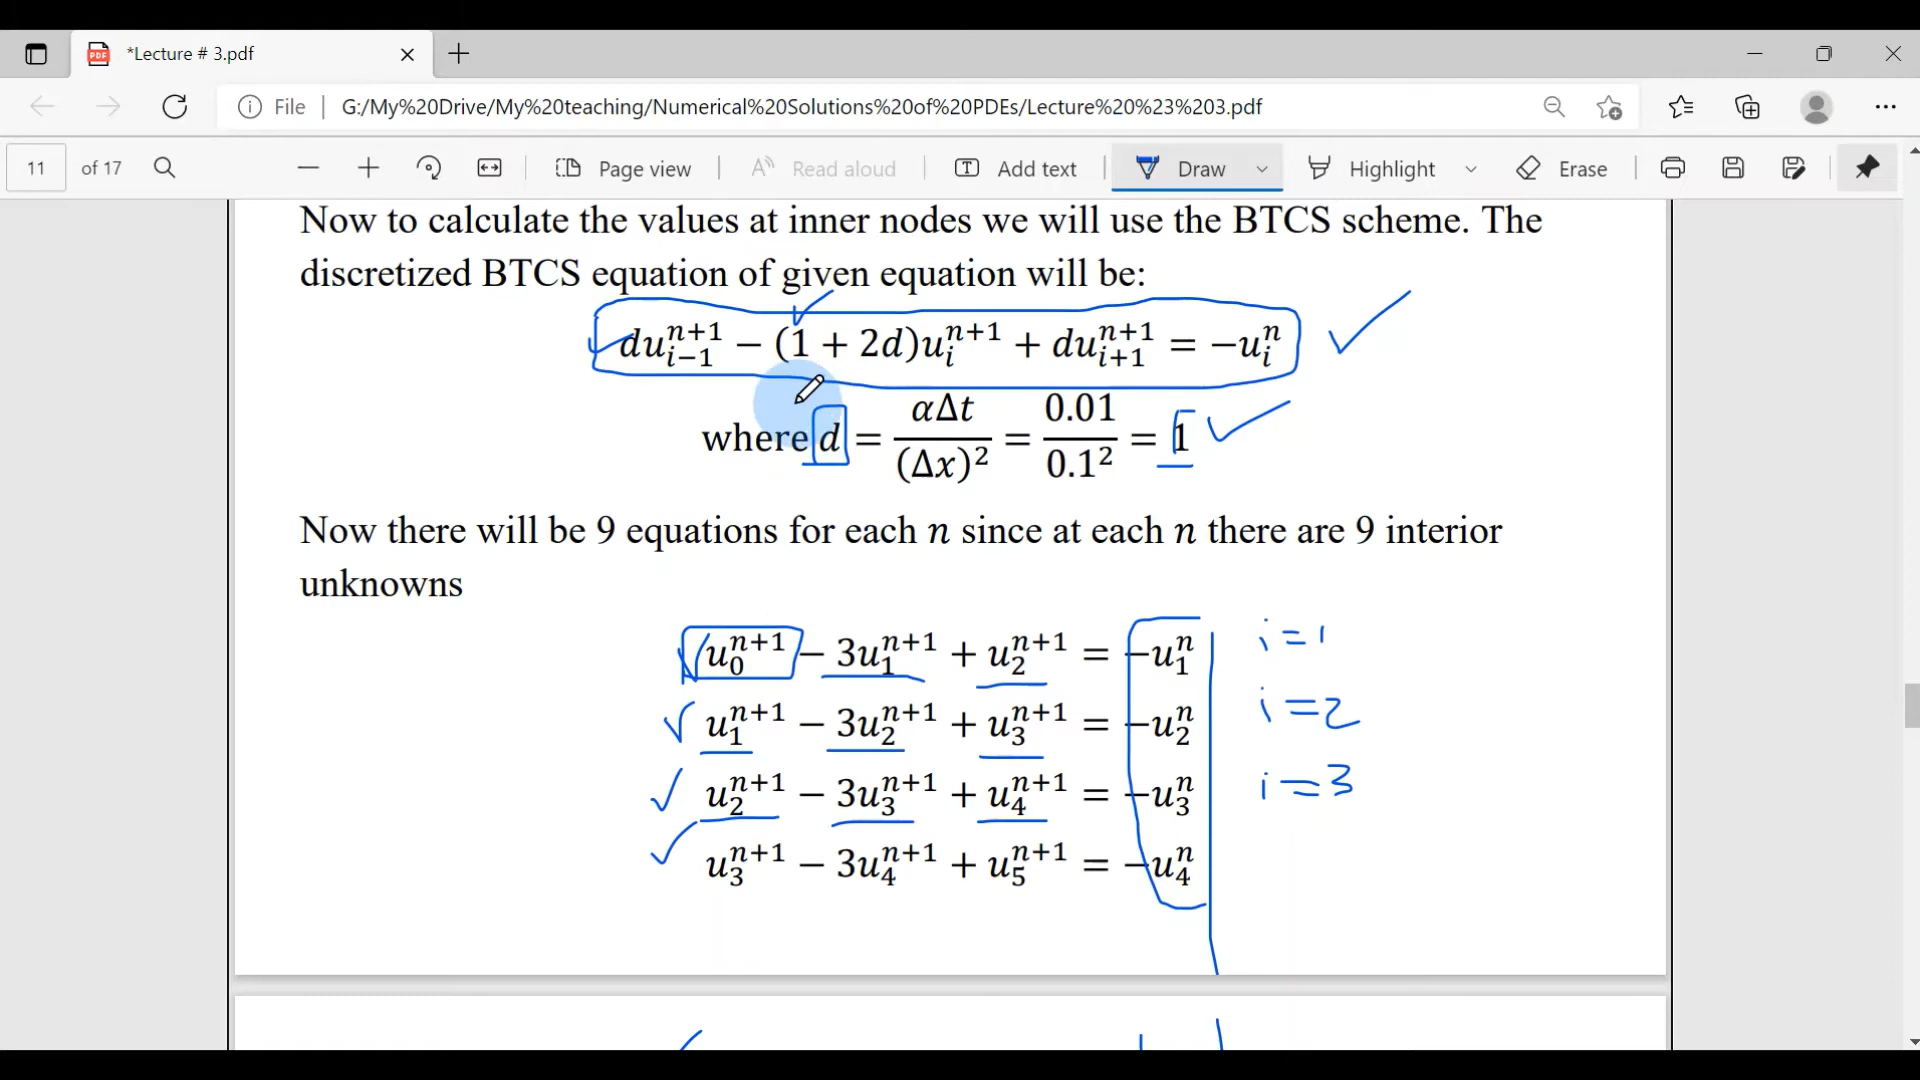 *Lecture # 3.pdf
File | G:/My%20Drive/My%20teaching/Numerical%20Solutions%20of%20PDEs/Lecture%20%23%203.pdf
11 of 17 Page view Read aloud Add text Draw Highlight Erase
Now to calculate the values at inner nodes we will use the BTCS scheme. The
discretized BTCS equation of given equation will be:
du_{i−1}^{n+1} − (1 + 2d)u_i^{n+1} + du_{i+1}^{n+1} = −u_i^n
where d = αΔt/(Δx)² = 0.01/0.1² = 1
Now there will be 9 equations for each n since at each n there are 9 interior
unknowns
u_0^{n+1} − 3u_1^{n+1} + u_2^{n+1} = −u_1^n i = 1
u_1^{n+1} − 3u_2^{n+1} + u_3^{n+1} = −u_2^n i = 2
u_2^{n+1} − 3u_3^{n+1} + u_4^{n+1} = −u_3^n i = 3
u_3^{n+1} − 3u_4^{n+1} + u_5^{n+1} = −u_4^n